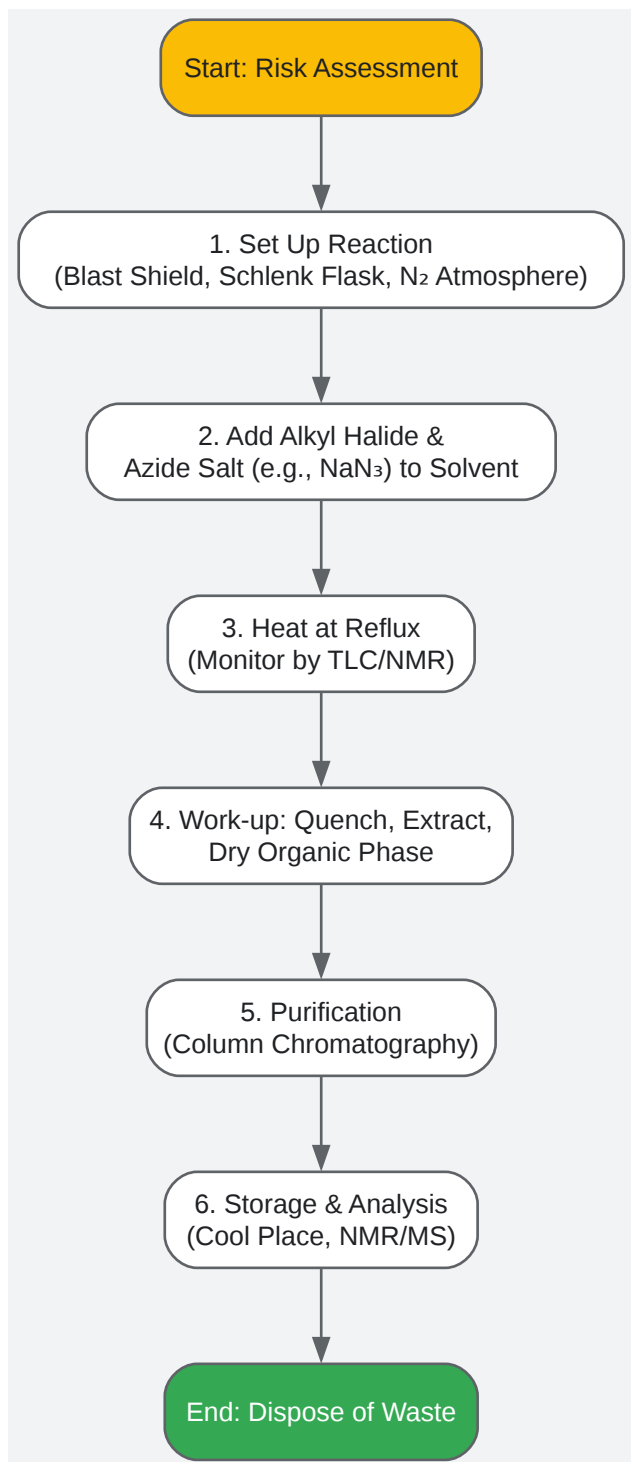 Start: Risk Assessment
1. Set Up Reaction
(Blast Shield, Schlenk Flask, N₂ Atmosphere)
2. Add Alkyl Halide &
Azide Salt (e.g., NaN₃) to Solvent
3. Heat at Reflux
(Monitor by TLC/NMR)
4. Work-up: Quench, Extract,
Dry Organic Phase
5. Purification
(Column Chromatography)
6. Storage & Analysis
(Cool Place, NMR/MS)
End: Dispose of Waste